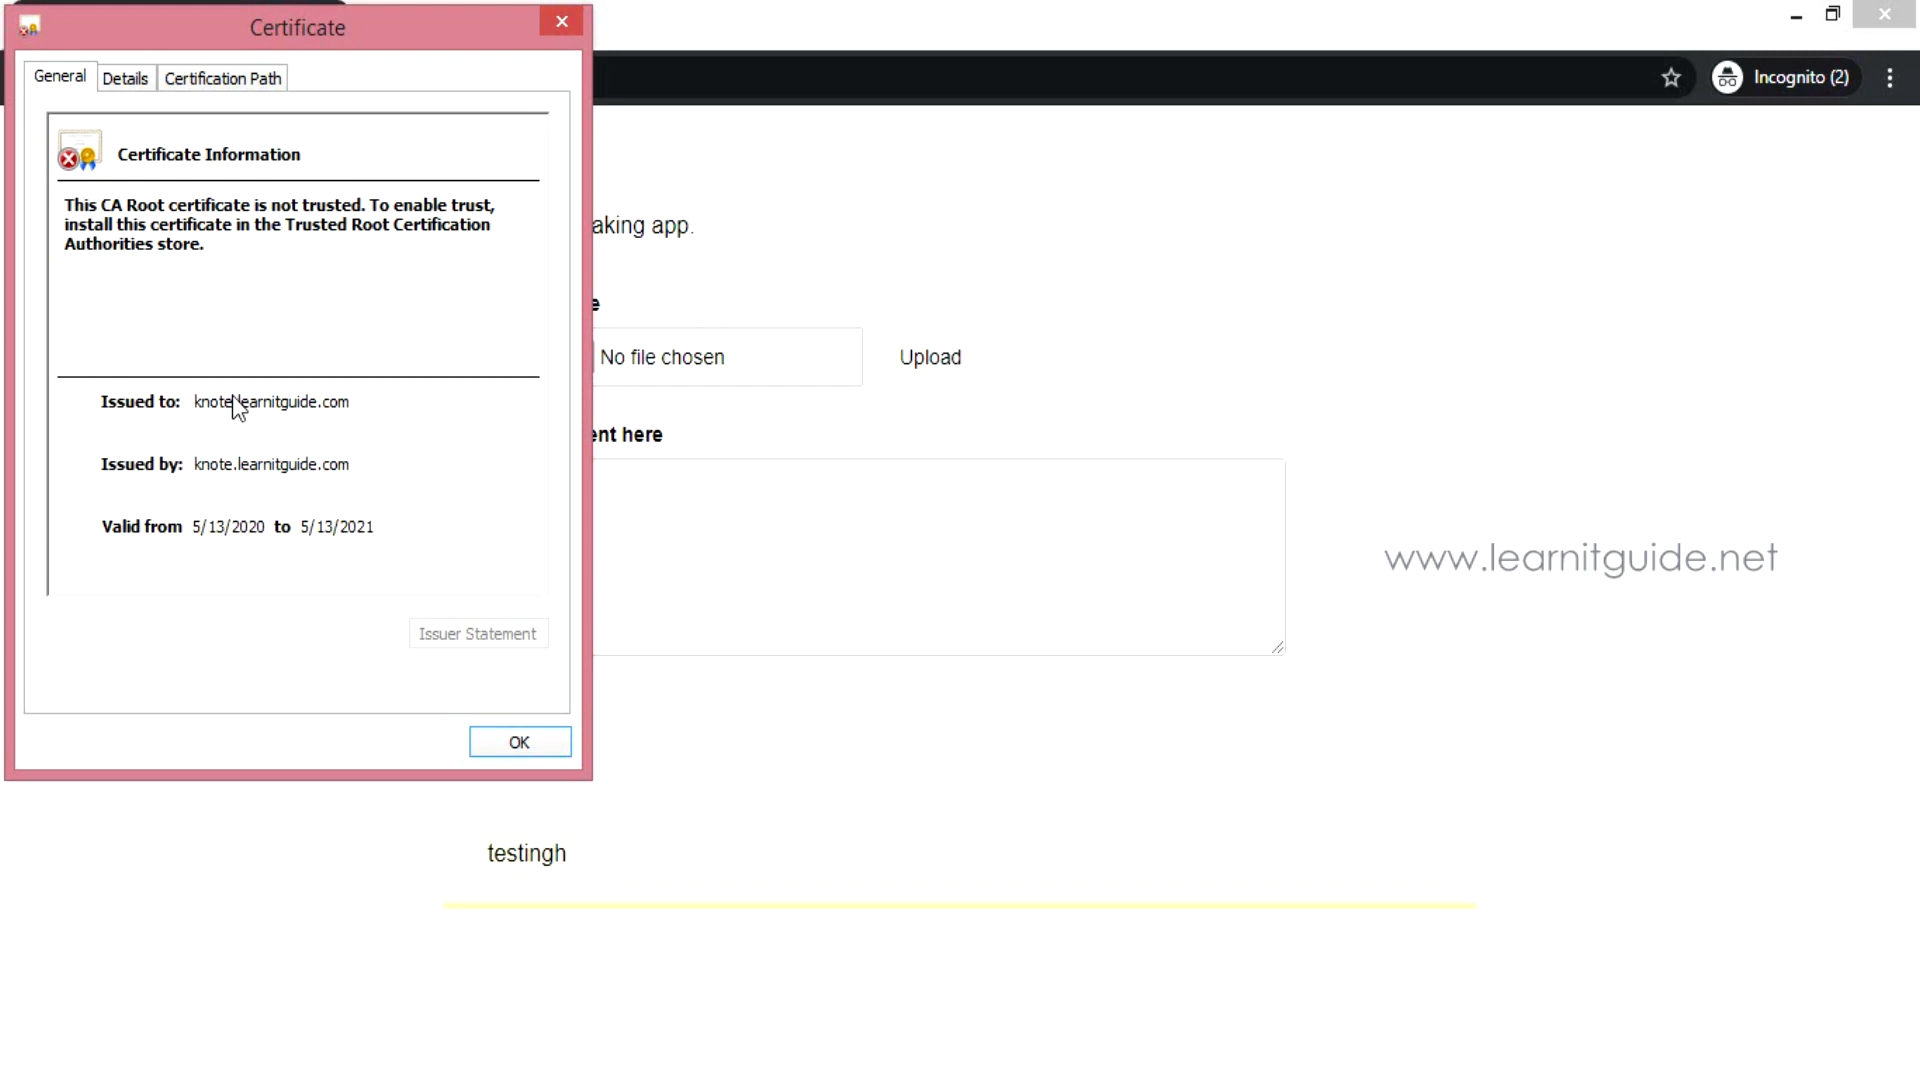 Certificate
General
Details
Certification Path
Incognito (2)
Certificate Information
This CA Root certificate is not trusted. To enable trust,
install this certificate in the Trusted Root Certification
Authorities store.
aking app.
e
No file chosen
Upload
Issued to: knote.learnitguide.com
ent here
Issued by: knote.learnitguide.com
Valid from 5/13/2020 to 5/13/2021
www.learnitguide.net
Issuer Statement
OK
testingh